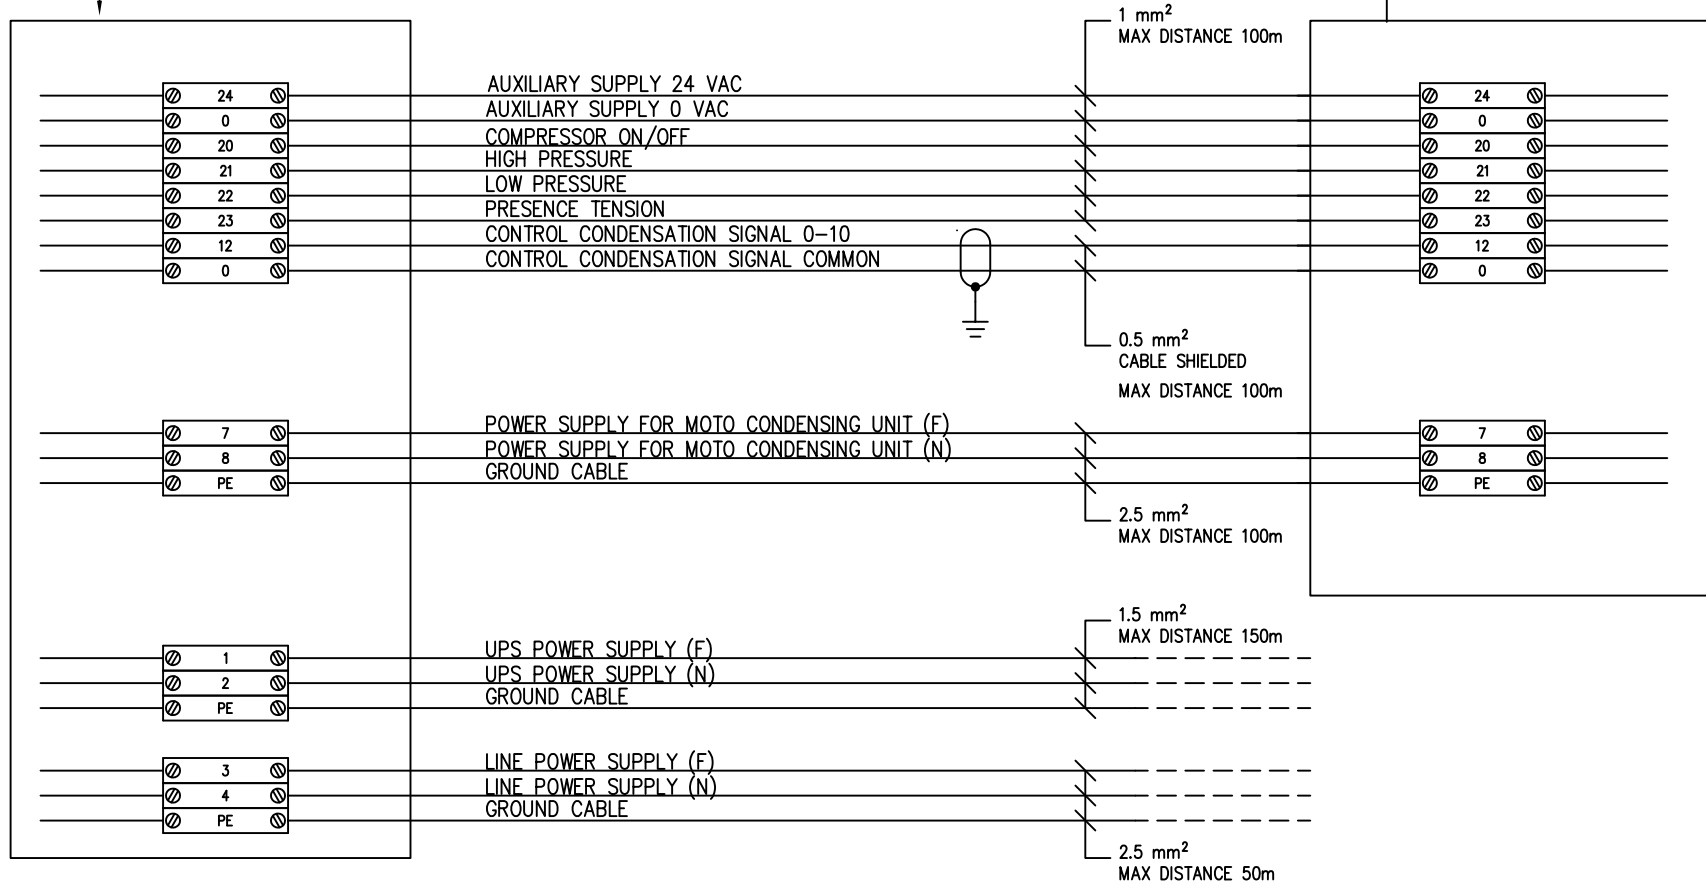 1 mm²
MAX DISTANCE 100m
24 AUXILIARY SUPPLY 24 VAC 24
0 AUXILIARY SUPPLY 0 VAC 0
20 COMPRESSOR ON/OFF 20
21 HIGH PRESSURE 21
22 LOW PRESSURE 22
23 PRESENCE TENSION 23
12 CONTROL CONDENSATION SIGNAL 0-10 12
0 CONTROL CONDENSATION SIGNAL COMMON 0
0.5 mm²
CABLE SHIELDED
MAX DISTANCE 100m
7 POWER SUPPLY FOR MOTO CONDENSING UNIT (F) 7
8 POWER SUPPLY FOR MOTO CONDENSING UNIT (N) 8
PE GROUND CABLE PE
2.5 mm²
MAX DISTANCE 100m
1.5 mm²
MAX DISTANCE 150m
1 UPS POWER SUPPLY (F)
2 UPS POWER SUPPLY (N)
PE GROUND CABLE
3 LINE POWER SUPPLY (F)
4 LINE POWER SUPPLY (N)
PE GROUND CABLE
2.5 mm²
MAX DISTANCE 50m